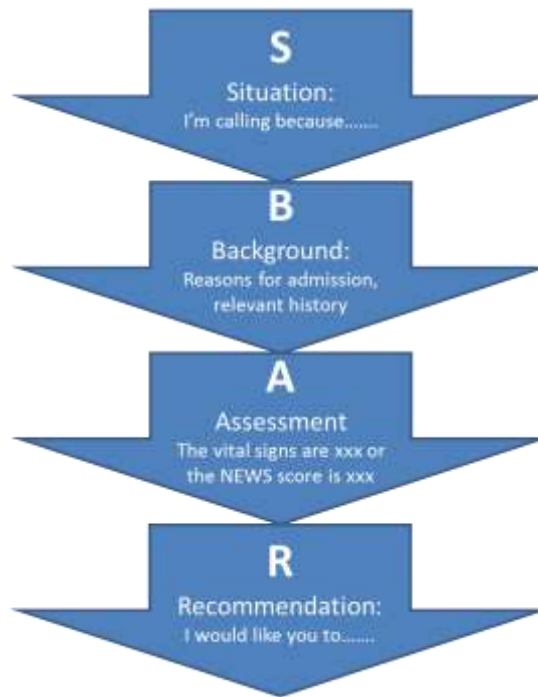 S
Situation:
I'm calling because.......
B
Background:
Reasons for admission,
relevant history
A
Assessment
The vital signs are xxx or
the NEWS score is xxx
R
Recommendation:
I would like you to.......